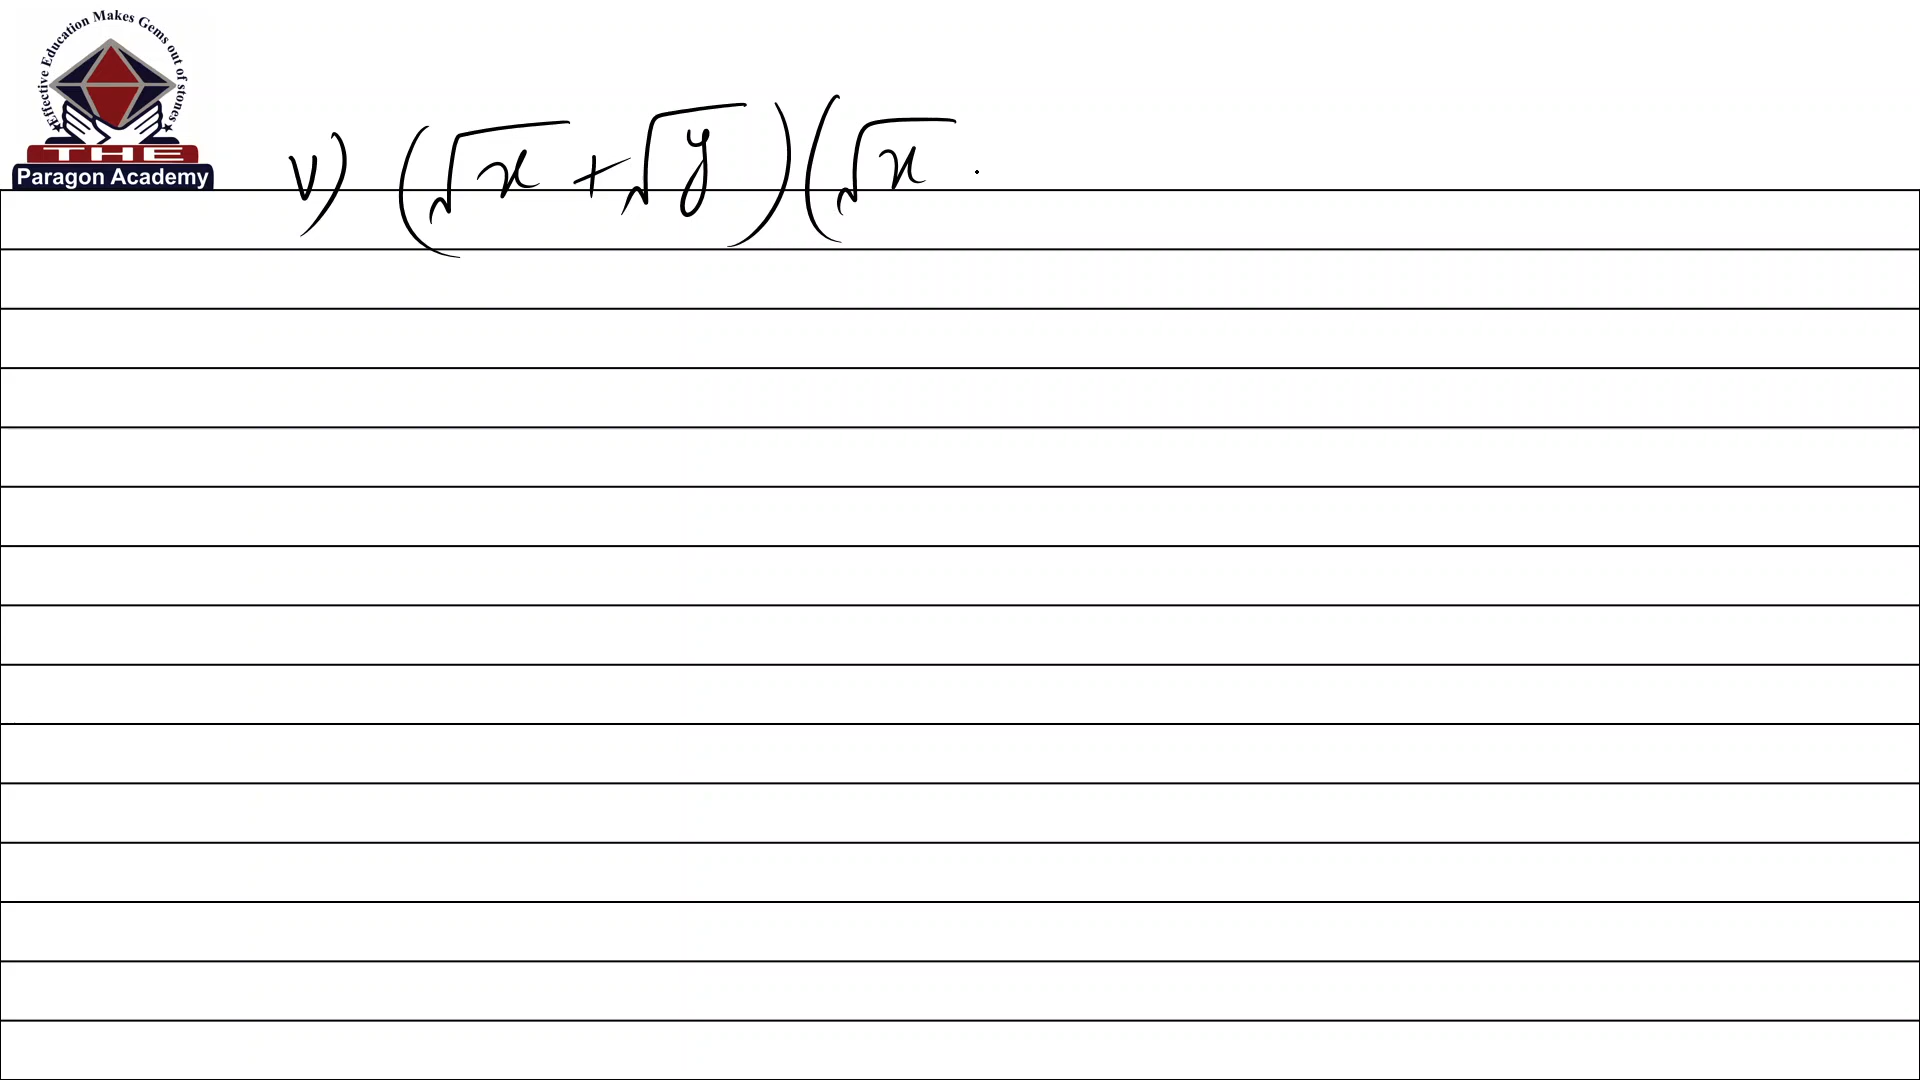 Effective Education Makes Gems out of stones
THE
Paragon Academy
v) (√x + √y)(√x .